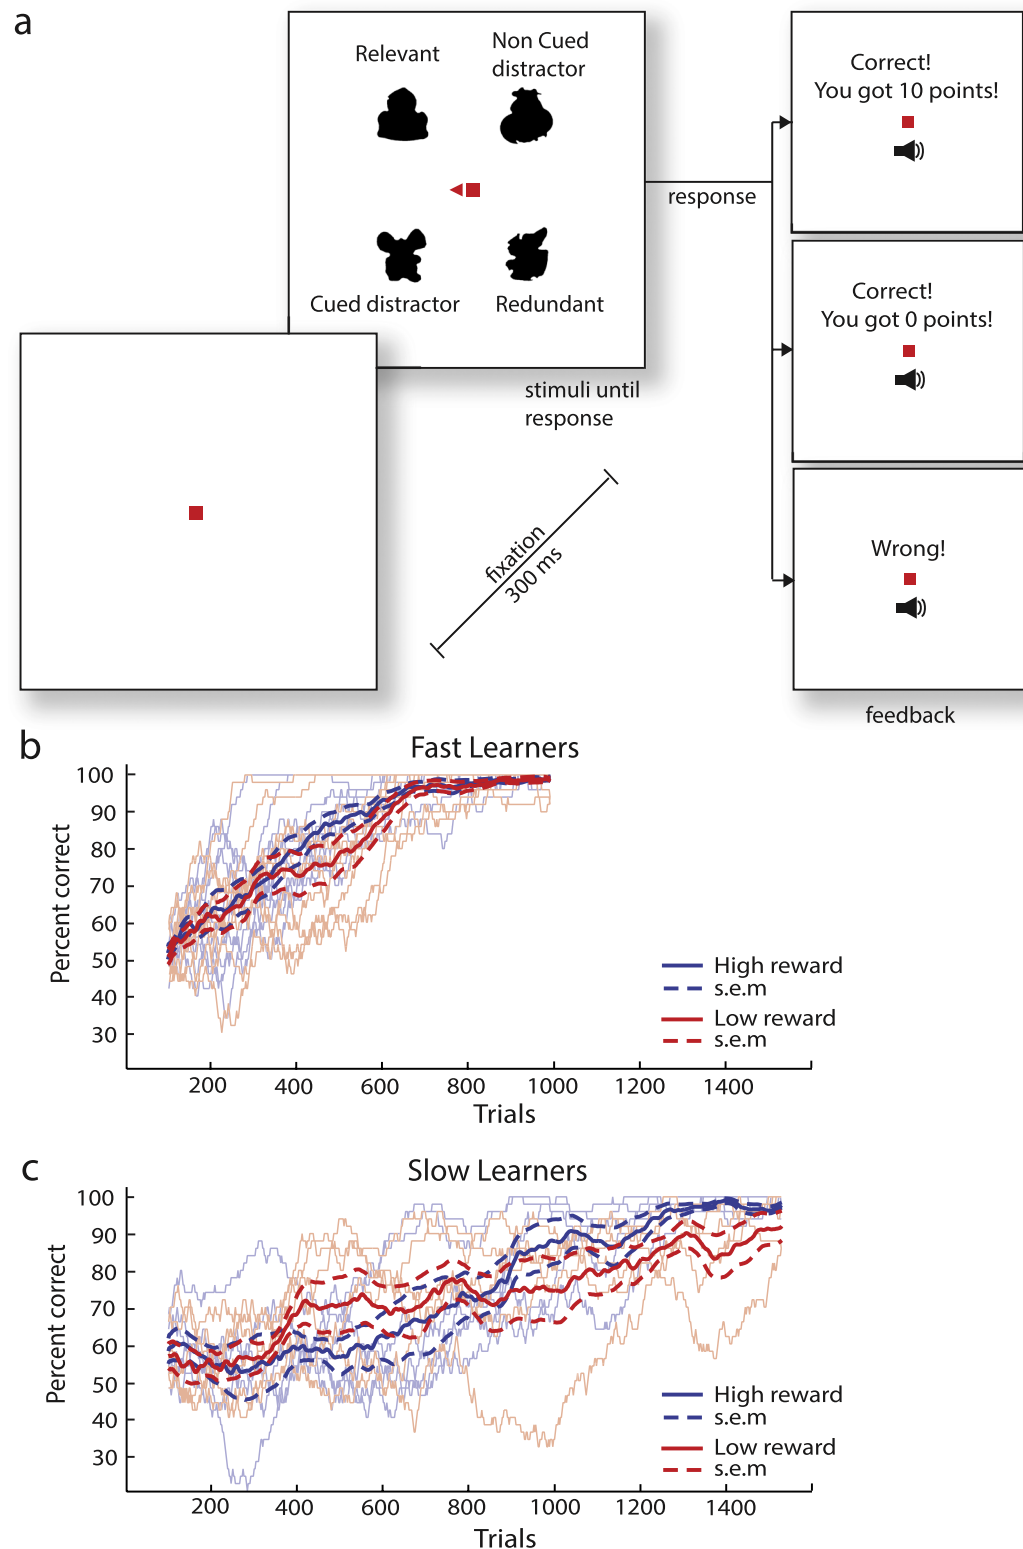 a
Relevant
Non Cued
distractor
Cued distractor
Redundant
stimuli until
response
fixation
300 ms
response
Correct!
You got 10 points!
Correct!
You got 0 points!
Wrong!
feedback
b
Fast Learners
Percent correct
100
90
80
70
60
50
40
30
High reward
s.e.m
Low reward
s.e.m
200 400 600 800 1000 1200 1400
Trials
c
Slow Learners
Percent correct
100
90
80
70
60
50
40
30
High reward
s.e.m
Low reward
s.e.m
200 400 600 800 1000 1200 1400
Trials